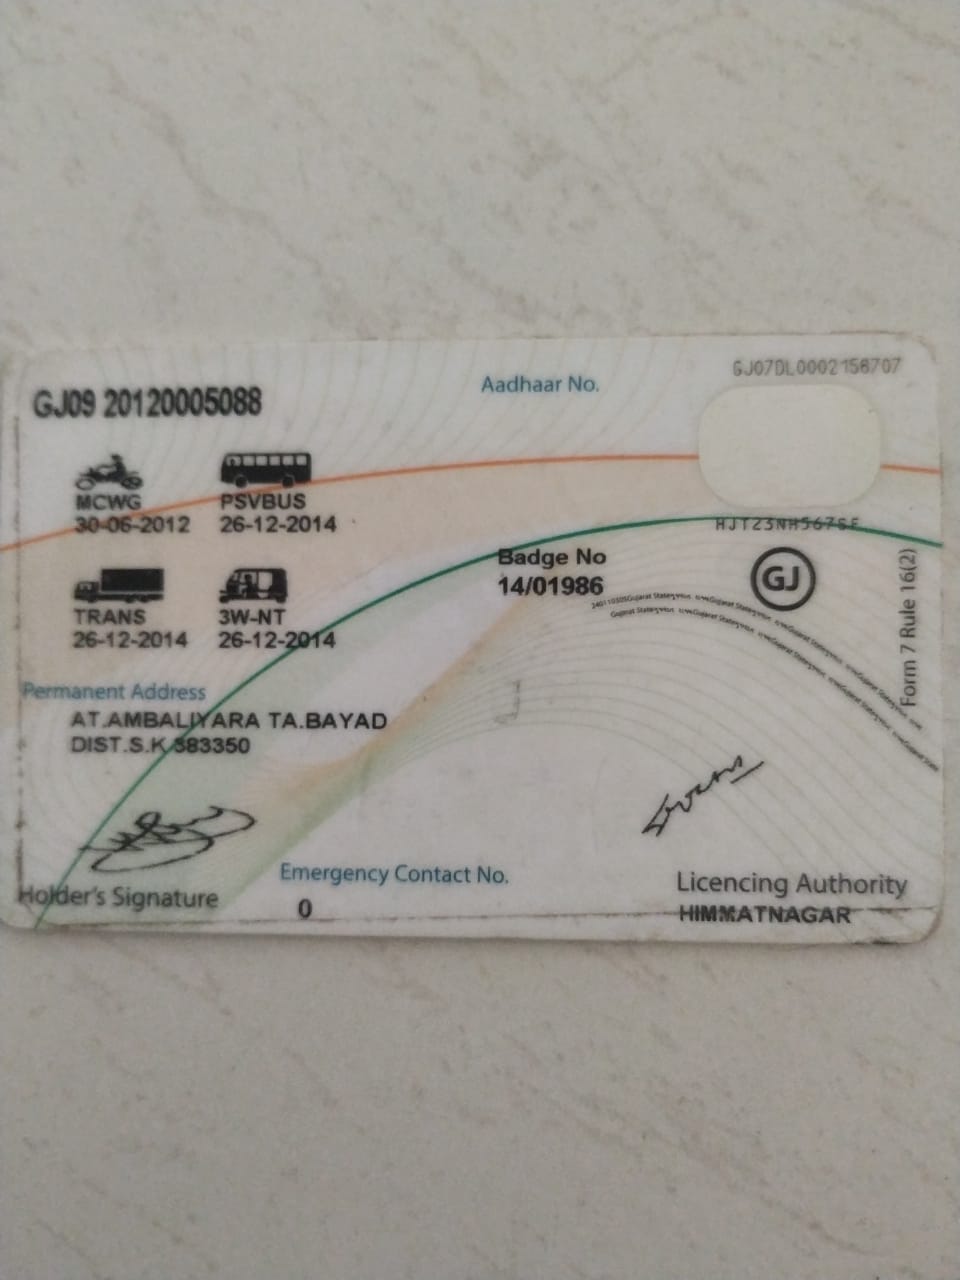 GJ07DL0002158707
Aadhaar No.
GJ09 20120005088
MCWG PSVBUS
30-06-2012 26-12-2014
HJT23NH567SF
Badge No
14/01986
GJ
TRANS 3W-NT
26-12-2014 26-12-2014
Form 7 Rule 16(2)
Permanent Address
AT.AMBALIYARA TA.BAYAD
DIST.S.K 383350
Holder's Signature
Emergency Contact No.
0
Licencing Authority
HIMMATNAGAR